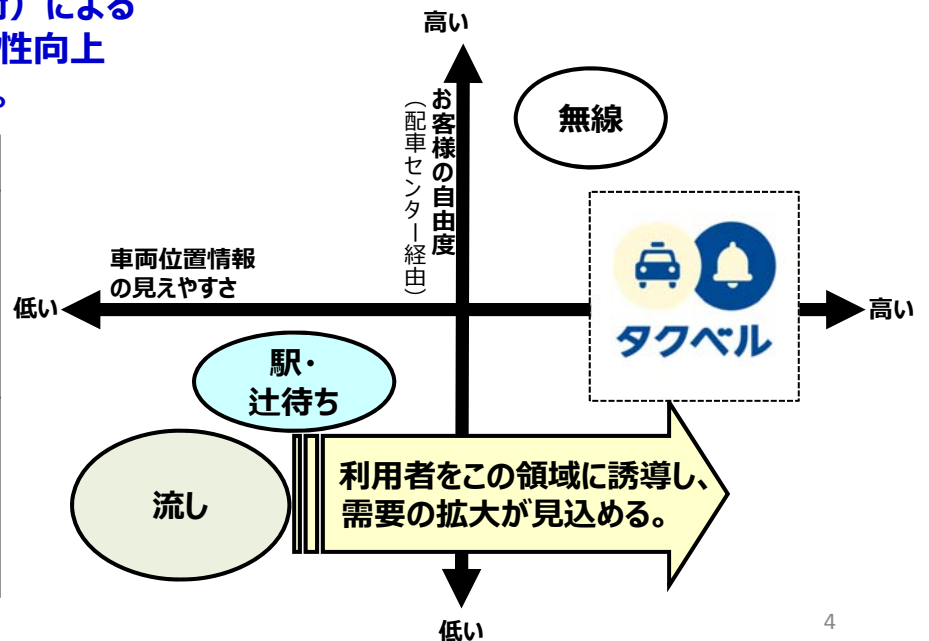 による
性向上
。
高い
お客様の自由度
（配車センター経由）
無線
車両位置情報
の見えやすさ
低い
高い
タクベル
駅・
辻待ち
流し
利用者をこの領域に誘導し、
需要の拡大が見込める。
低い
4